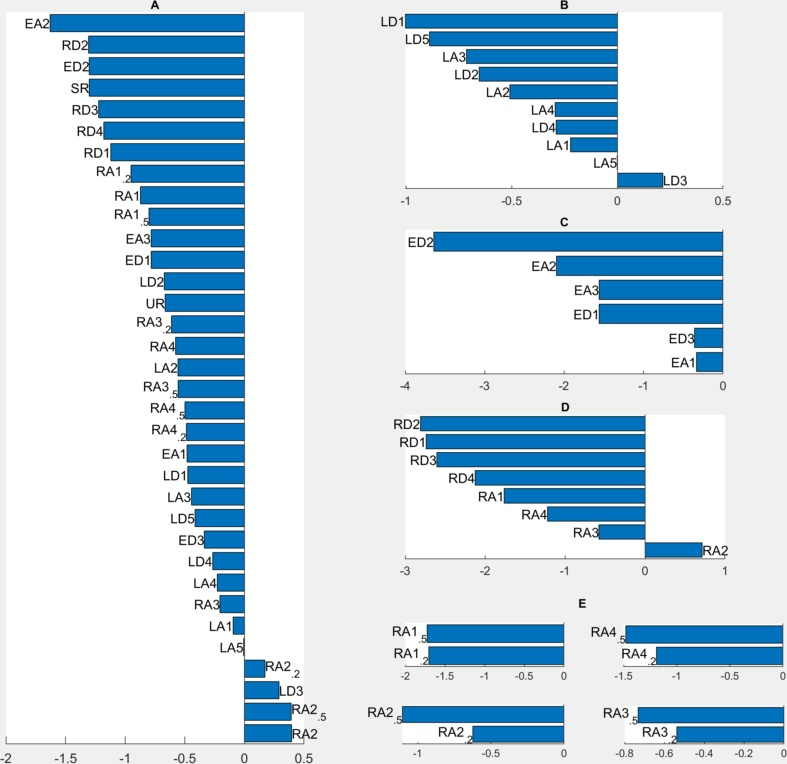 A
EA2
RD2
ED2
SR
RD3
RD4
RD1
RA1.2
RA1
RA1.5
EA3
ED1
LD2
UR
RA3.2
RA4
LA2
RA3.5
RA4.5
RA4.2
EA1
LD1
LA3
LD5
ED3
LD4
LA4
RA3
LA1
LA5
RA2.2
LD3
RA2.5
RA2
-2 -1.5 -1 -0.5 0 0.5
B
LD1
LD5
LA3
LD2
LA2
LA4
LD4
LA1
LA5
LD3
-1 -0.5 0 0.5
C
ED2
EA2
EA3
ED1
ED3
EA1
-4 -3 -2 -1 0
D
RD2
RD1
RD3
RD4
RA1
RA4
RA3
RA2
-3 -2 -1 0 1
E
RA1.5
RA1.2
-2 -1.5 -1 -0.5 0
RA4.5
RA4.2
-1.5 -1 -0.5 0
RA2.5
RA2.2
-1 -0.5 0
RA3.5
RA3.2
-0.8 -0.6 -0.4 -0.2 0